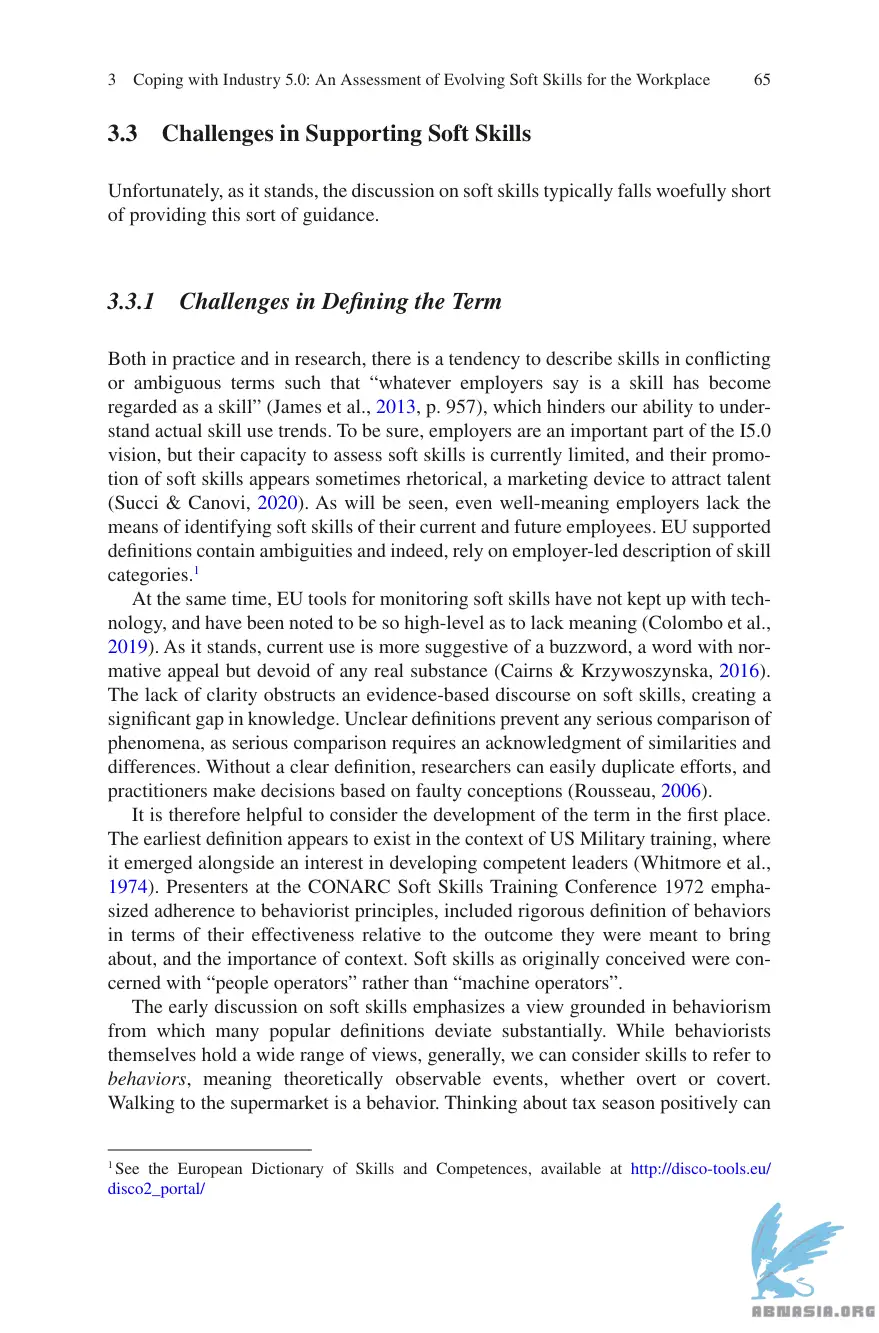 3 Coping with Industry 5.0: An Assessment of Evolving Soft Skills for the Workplace 65
3.3 Challenges in Supporting Soft Skills
Unfortunately, as it stands, the discussion on soft skills typically falls woefully short
of providing this sort of guidance.
3.3.1 Challenges in Defining the Term
Both in practice and in research, there is a tendency to describe skills in conflicting
or ambiguous terms such that “whatever employers say is a skill has become
regarded as a skill” (James et al., 2013, p. 957), which hinders our ability to under-
stand actual skill use trends. To be sure, employers are an important part of the I5.0
vision, but their capacity to assess soft skills is currently limited, and their promo-
tion of soft skills appears sometimes rhetorical, a marketing device to attract talent
(Succi & Canovi, 2020). As will be seen, even well-meaning employers lack the
means of identifying soft skills of their current and future employees. EU supported
definitions contain ambiguities and indeed, rely on employer-led description of skill
categories.1
At the same time, EU tools for monitoring soft skills have not kept up with tech-
nology, and have been noted to be so high-level as to lack meaning (Colombo et al.,
2019). As it stands, current use is more suggestive of a buzzword, a word with nor-
mative appeal but devoid of any real substance (Cairns & Krzywoszynska, 2016).
The lack of clarity obstructs an evidence-based discourse on soft skills, creating a
significant gap in knowledge. Unclear definitions prevent any serious comparison of
phenomena, as serious comparison requires an acknowledgment of similarities and
differences. Without a clear definition, researchers can easily duplicate efforts, and
practitioners make decisions based on faulty conceptions (Rousseau, 2006).
It is therefore helpful to consider the development of the term in the first place.
The earliest definition appears to exist in the context of US Military training, where
it emerged alongside an interest in developing competent leaders (Whitmore et al.,
1974). Presenters at the CONARC Soft Skills Training Conference 1972 empha-
sized adherence to behaviorist principles, included rigorous definition of behaviors
in terms of their effectiveness relative to the outcome they were meant to bring
about, and the importance of context. Soft skills as originally conceived were con-
cerned with “people operators” rather than “machine operators”.
The early discussion on soft skills emphasizes a view grounded in behaviorism
from which many popular definitions deviate substantially. While behaviorists
themselves hold a wide range of views, generally, we can consider skills to refer to
behaviors, meaning theoretically observable events, whether overt or covert.
Walking to the supermarket is a behavior. Thinking about tax season positively can
1 See the European Dictionary of Skills and Competences, available at http://disco-tools.eu/
disco2_portal/
ABNASIA.ORG